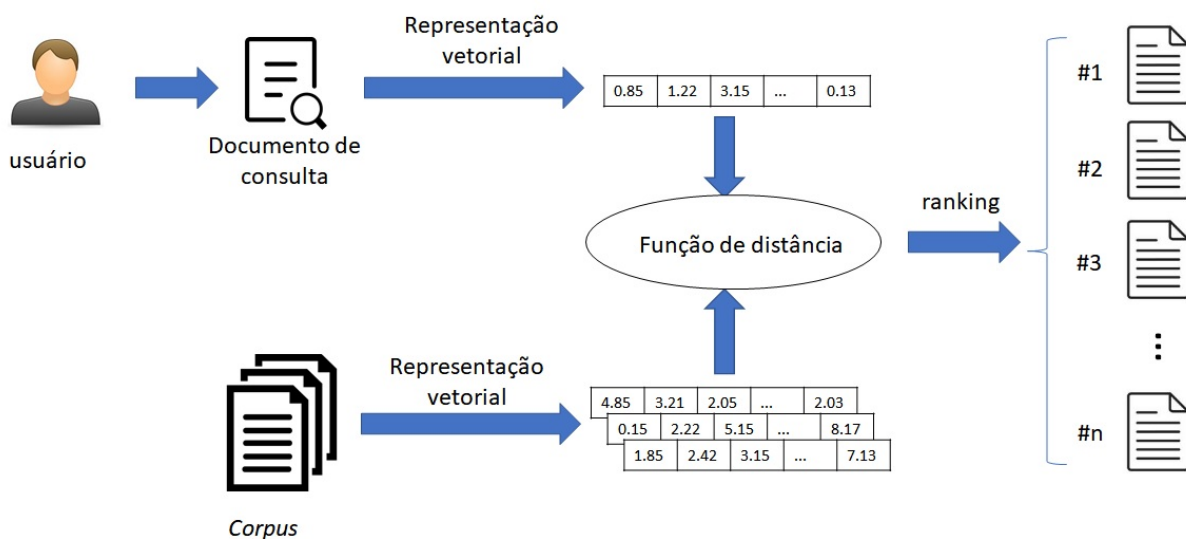 usuário
Documento de
consulta
Representação
vetorial
0.85 1.22 3.15 ... 0.13
Função de distância
ranking
#1
#2
#3
...
#n
Corpus
Representação
vetorial
4.85 3.21 2.05 ... 2.03
0.15 2.22 5.15 ... 8.17
1.85 2.42 3.15 ... 7.13